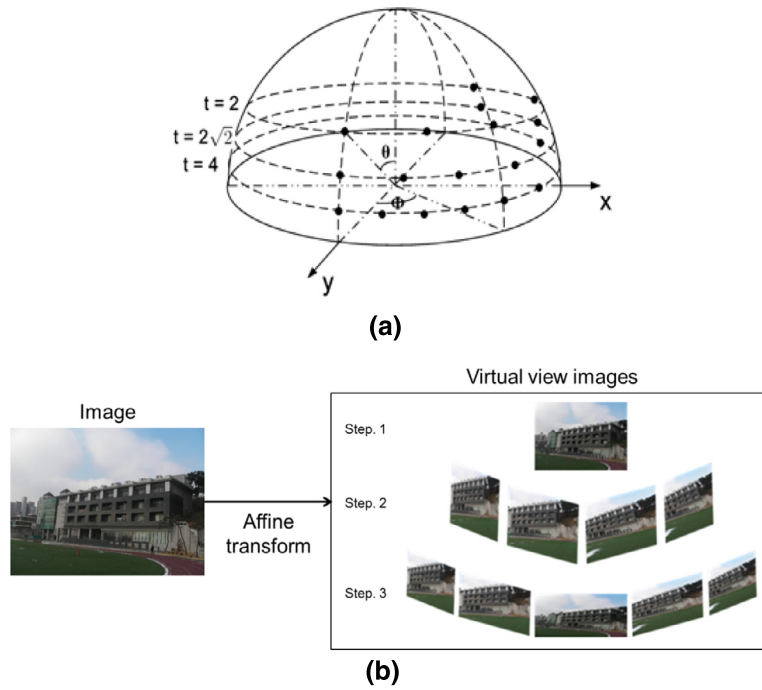 t = 2
t = 2√2
t = 4
θ
Φ
x
y
(a)
Virtual view images
Image
Step. 1
Step. 2
Affine
transform
Step. 3
(b)